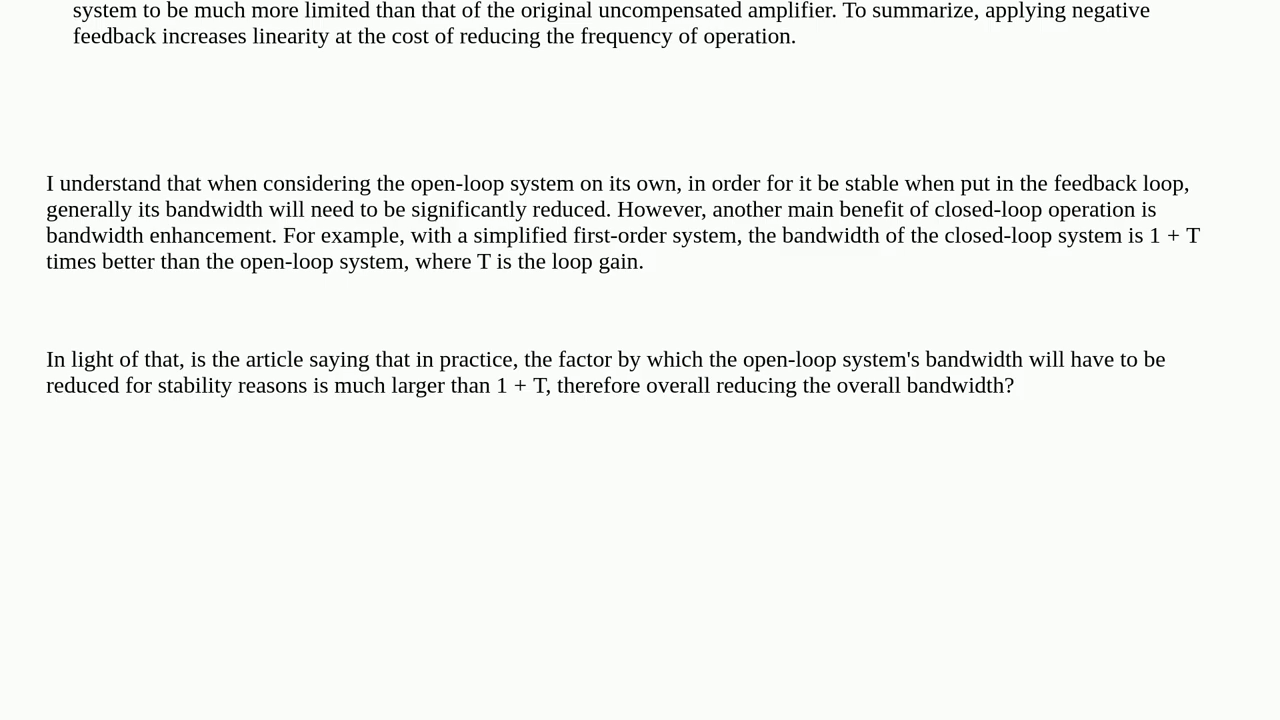 system to be much more limited than that of the original uncompensated amplifier. To summarize, applying negative
feedback increases linearity at the cost of reducing the frequency of operation.
I understand that when considering the open-loop system on its own, in order for it be stable when put in the feedback loop,
generally its bandwidth will need to be significantly reduced. However, another main benefit of closed-loop operation is
bandwidth enhancement. For example, with a simplified first-order system, the bandwidth of the closed-loop system is 1 + T
times better than the open-loop system, where T is the loop gain.
In light of that, is the article saying that in practice, the factor by which the open-loop system's bandwidth will have to be
reduced for stability reasons is much larger than 1 + T, therefore overall reducing the overall bandwidth?